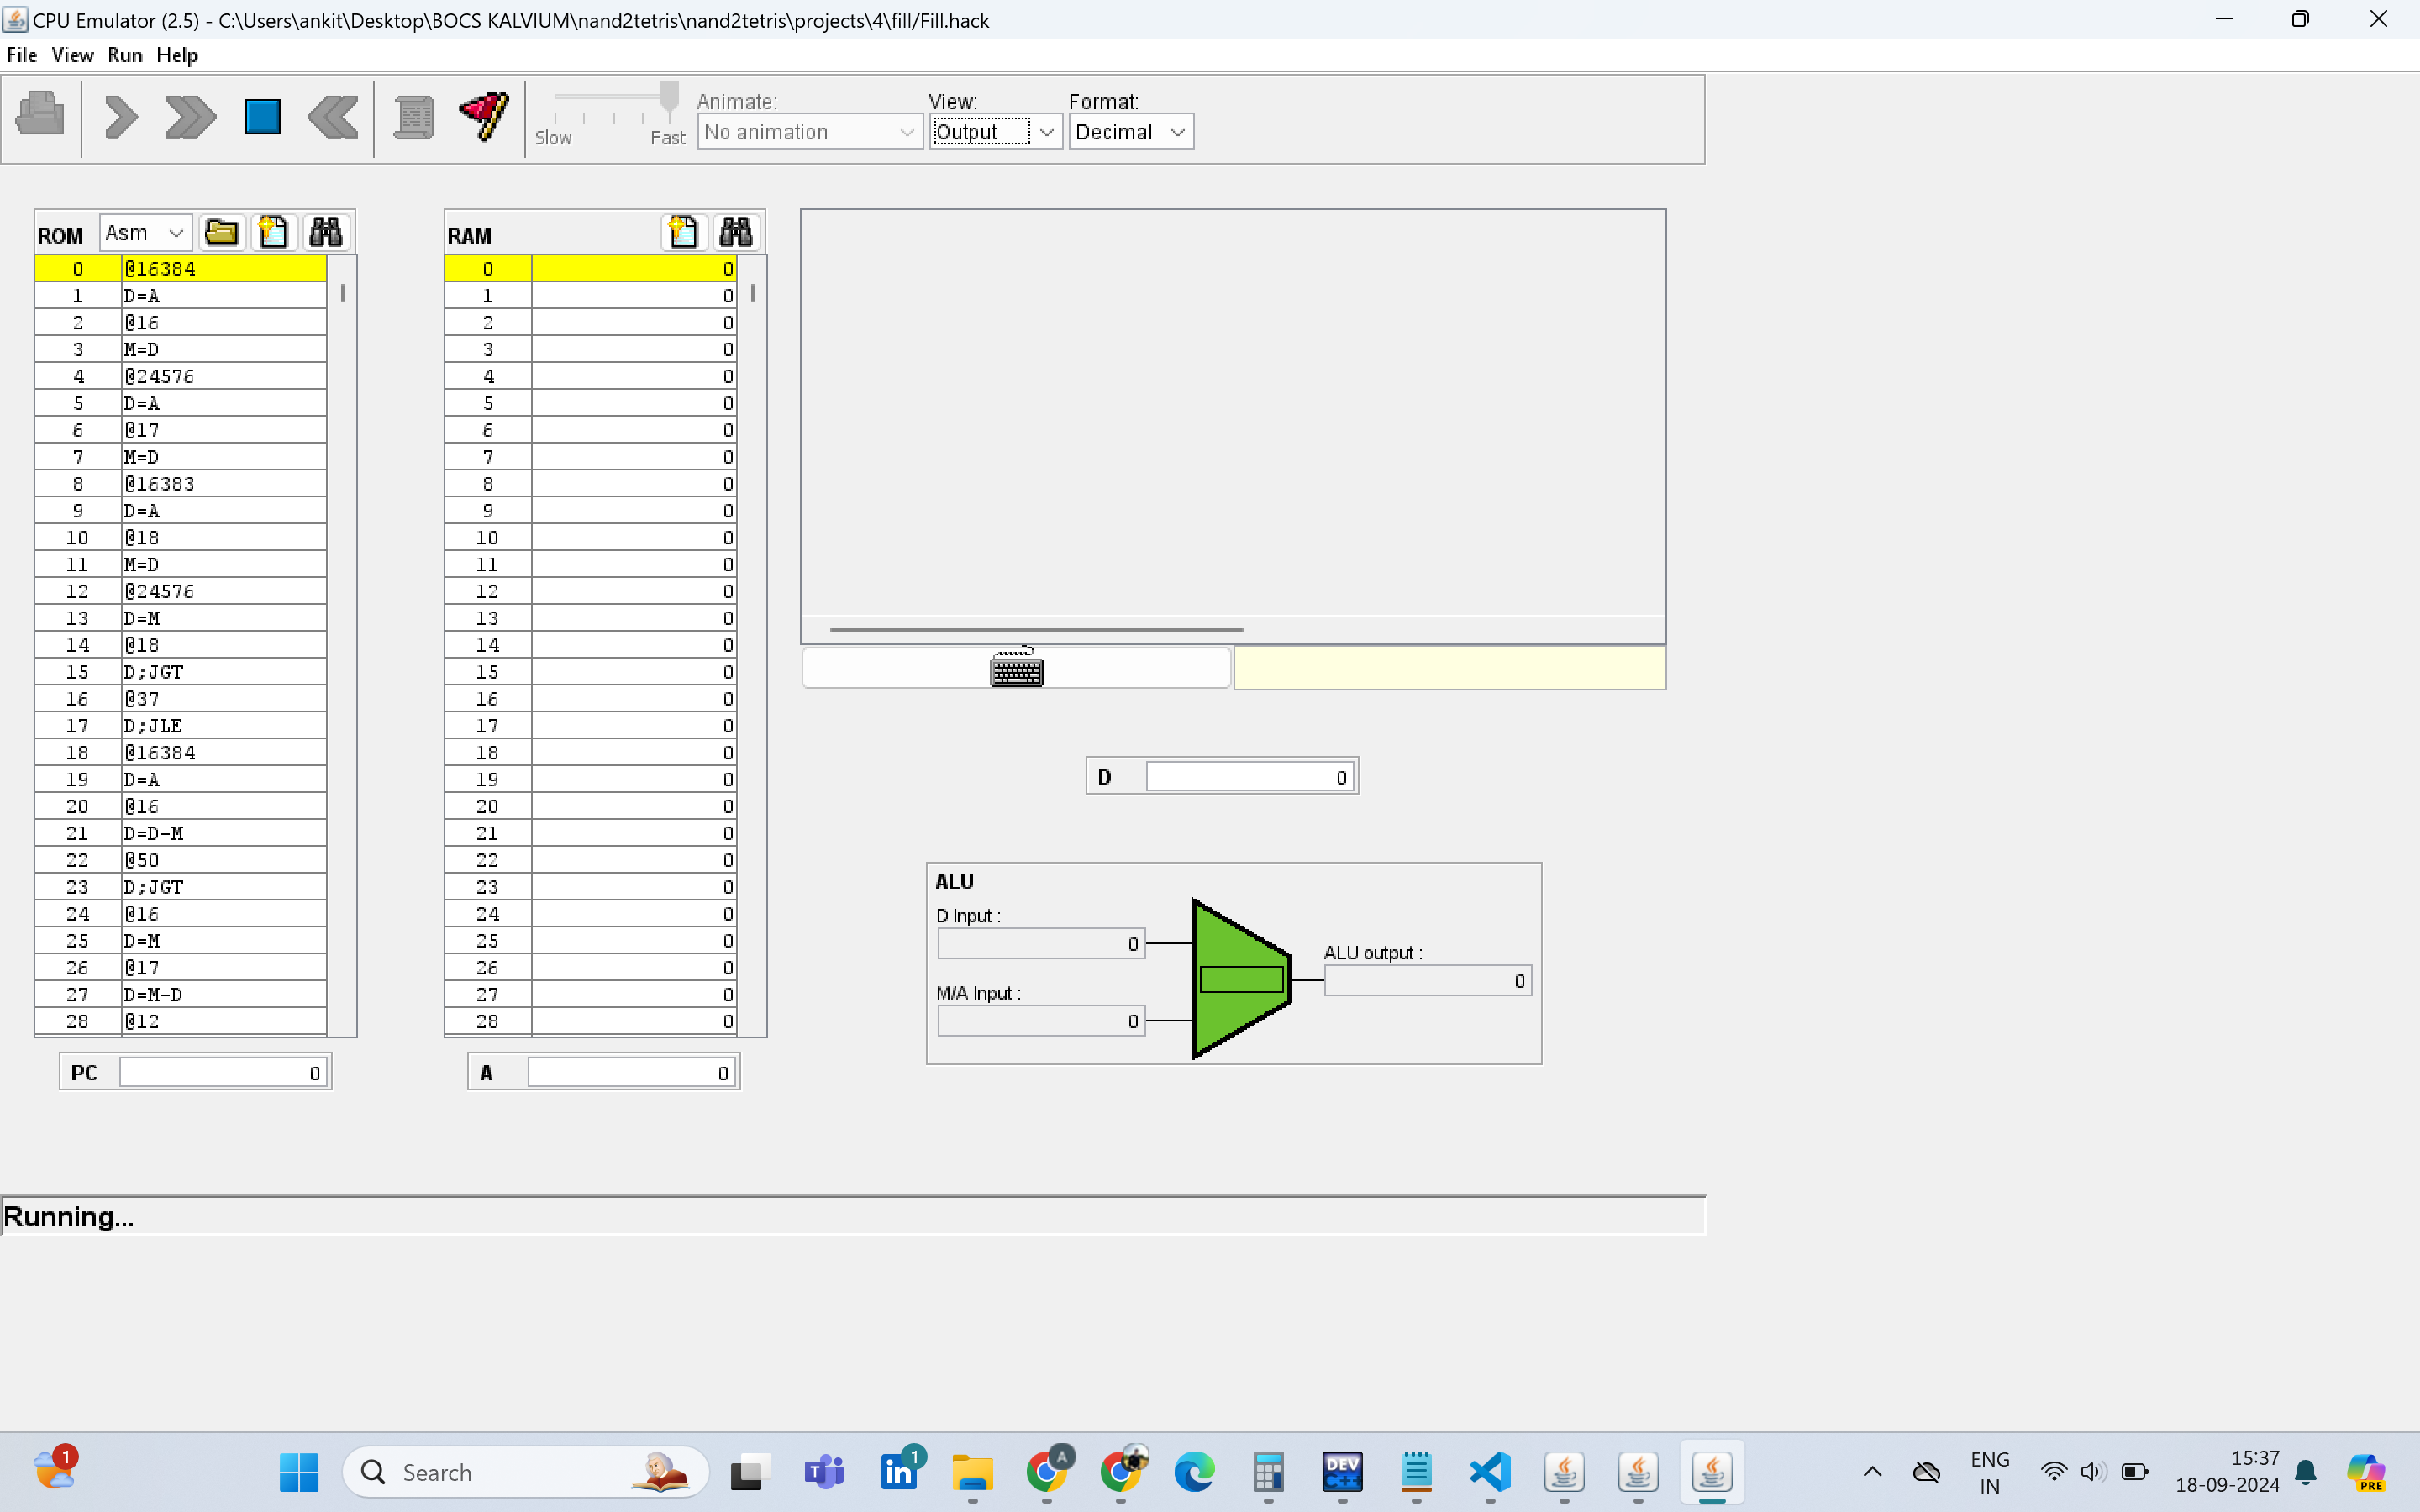 CPU Emulator (2.5) - C:\Users\ankit\Desktop\BOCS KALVIUM\nand2tetris\nand2tetris\projects\4\fill/Fill.hack
File View Run Help
Animate: View: Format:
Slow Fast No animation Output Decimal
ROM Asm
0 @16384
1 D=A
2 @16
3 M=D
4 @24576
5 D=A
6 @17
7 M=D
8 @16383
9 D=A
10 @18
11 M=D
12 @24576
13 D=M
14 @18
15 D;JGT
16 @37
17 D;JLE
18 @16384
19 D=A
20 @16
21 D=D-M
22 @50
23 D;JGT
24 @16
25 D=M
26 @17
27 D=M-D
28 @12
PC 0
RAM
0 0
1 0
2 0
3 0
4 0
5 0
6 0
7 0
8 0
9 0
10 0
11 0
12 0
13 0
14 0
15 0
16 0
17 0
18 0
19 0
20 0
21 0
22 0
23 0
24 0
25 0
26 0
27 0
28 0
A 0
D 0
ALU
D Input :
0
M/A Input :
0
ALU output :
0
Running...
1
Search
T
in 1
A
DEV
C++
ENG
IN
15:37
18-09-2024
PRE